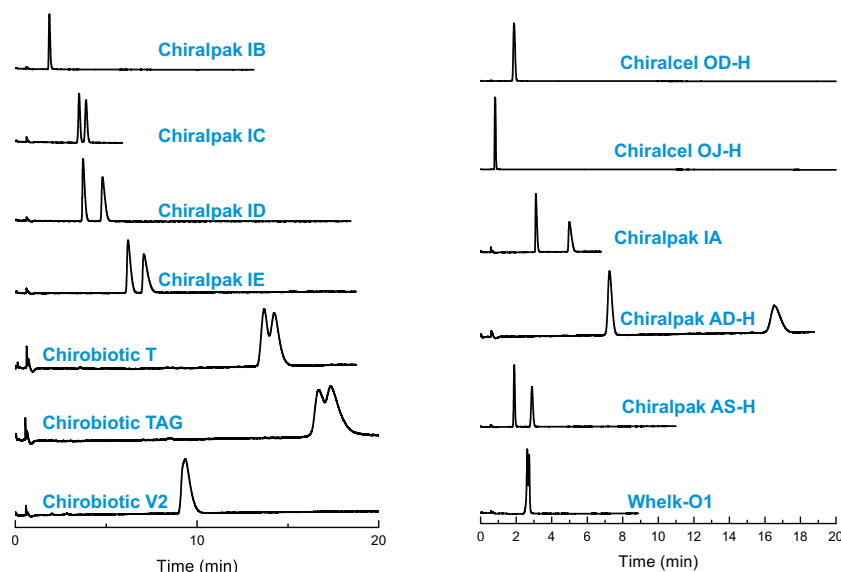 Chiralpak IB
Chiralpak IC
Chiralpak ID
Chiralpak IE
Chirobiotic T
Chirobiotic TAG
Chirobiotic V2
0 10 20
Time (min)
Chiralcel OD-H
Chiralcel OJ-H
Chiralpak IA
Chiralpak AD-H
Chiralpak AS-H
Whelk-O1
0 2 4 6 8 10 12 14 16 18 20
Time (min)